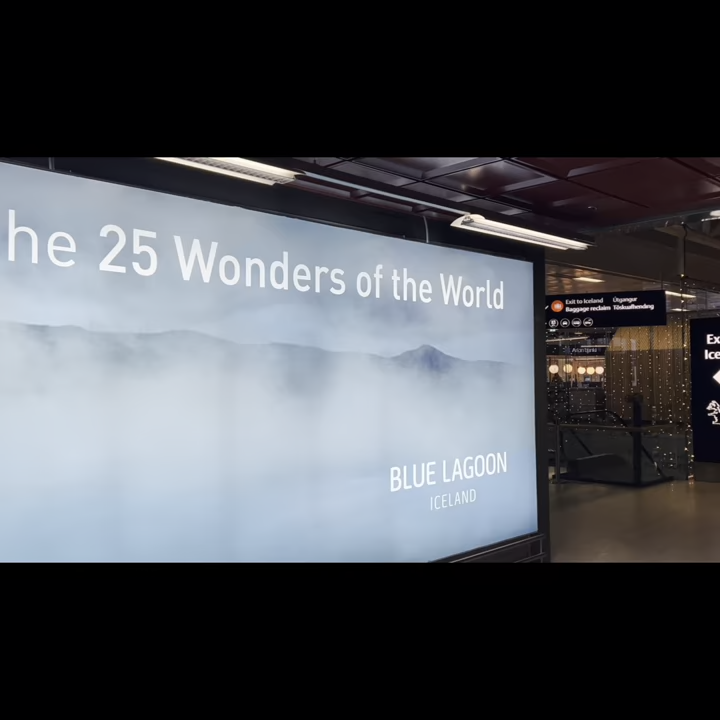 he 25 Wonders of the World
BLUE LAGOON
ICELAND
Exit to Iceland Útgangur
Baggage reclaim Töskuafhending
Ex
Ice